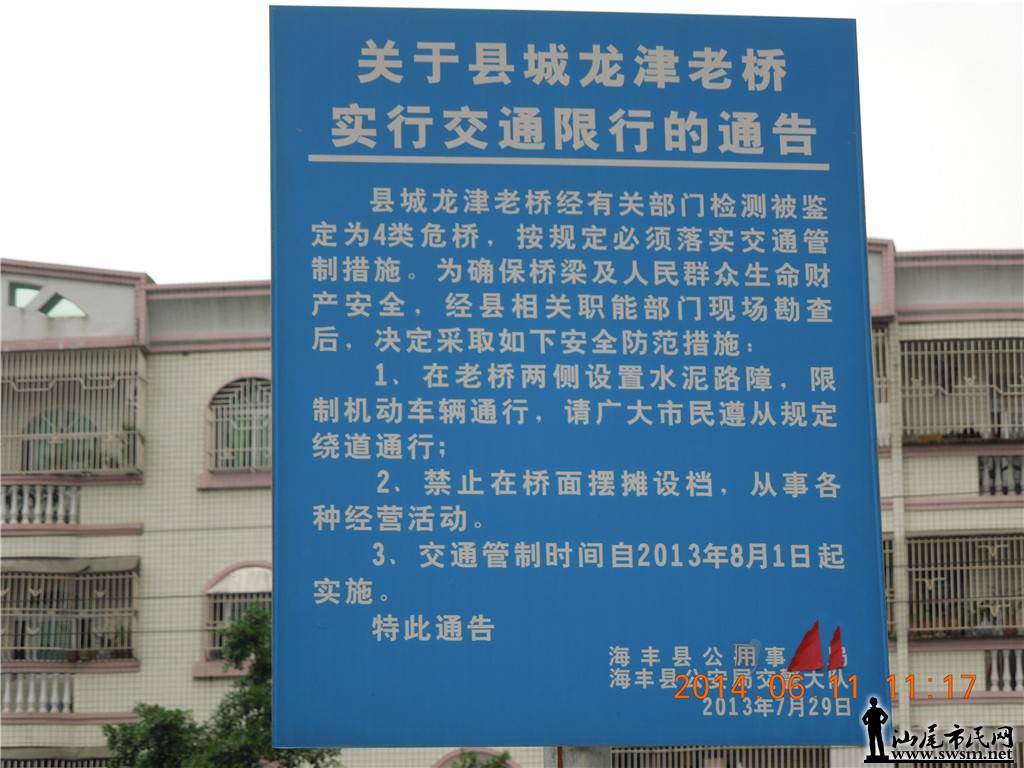 关于县城龙津老桥
实行交通限行的通告
县城龙津老桥经有关部门检测被鉴
定为4类危桥，按规定必须落实交通管
制措施。为确保桥梁及人民群众生命财
产安全，经县相关职能部门现场勘查
后，决定采取如下安全防范措施：
1、在老桥两侧设置水泥路障，限
制机动车辆通行，请广大市民遵从规定
绕道通行；
2、禁止在桥面摆摊设档，从事各
种经营活动。
3、交通管制时间自2013年8月1日起
实施。
特此通告
海丰县公用事 局
海丰县公安局交警大队
2014.06.11 11:17
2013年7月29日
汕尾市民网
www.swsm.net